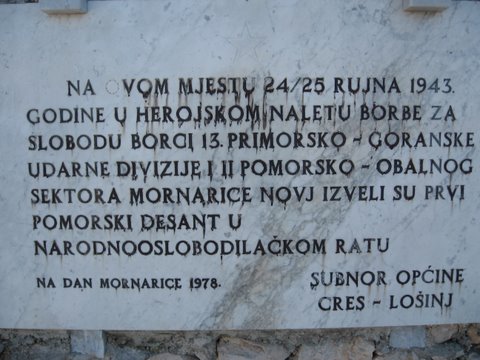 NA OVOM MJESTU 24/25 RUJNA 1943.
GODINE U HEROJSKOM NALETU BORBE ZA
SLOBODU BORCI 13. PRIMORSKO - GORANSKE
UDARNE DIVIZIJE I II POMORSKO - OBALNOG
SEKTORA MORNARICE NOVJ IZVELI SU PRVI
POMORSKI DESANT U
NARODNOOSLOBODILAČKOM RATU
NA DAN MORNARICE 1978.
SUBNOR OPĆINE
CRES - LOŠINJ